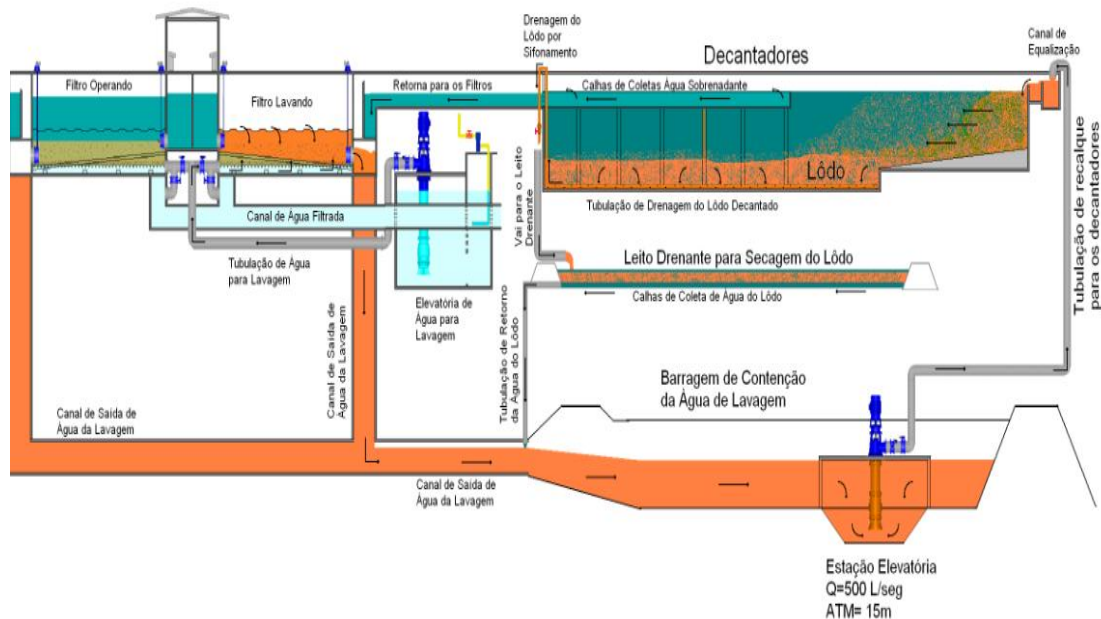 Drenagem do
Lôdo por
Sifonamento
Decantadores
Canal de
Equalização
Filtro Operando
Filtro Lavando
Retorna para os Filtros
Calhas de Coletas Água Sobrenadante
Lôdo
Tubulação de Drenagem do Lôdo Decantado
Vai para o Leito
Drenante
Canal de Água Filtrada
Tubulação de Água
para Lavagem
Elevatória de
Água para
Lavagem
Leito Drenante para Secagem do Lôdo
Calhas de Coleta de Água do Lôdo
Tubulação de recalque
para os decantadores
Canal de Saída de
Água da Lavagem
Tubulação de Retorno
da Água do Lôdo
Barragem de Contenção
da Água de Lavagem
Canal de Saída de
Água da Lavagem
Canal de Saída de
Água da Lavagem
Estação Elevatória
Q=500 L/seg
ATM= 15m